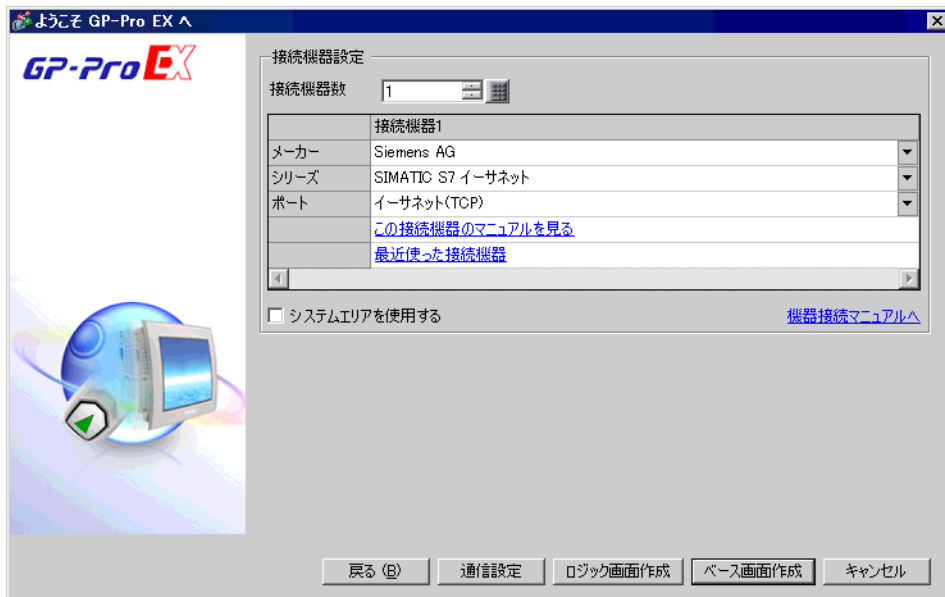 ようこそ GP-Pro EX へ
GP-Pro EX
接続機器設定
接続機器数 1
接続機器1
メーカー Siemens AG
シリーズ SIMATIC S7 イーサネット
ポート イーサネット(TCP)
この接続機器のマニュアルを見る
最近使った接続機器
システムエリアを使用する 機器接続マニュアルへ
戻る (B) 通信設定 ロジック画面作成 ベース画面作成 キャンセル